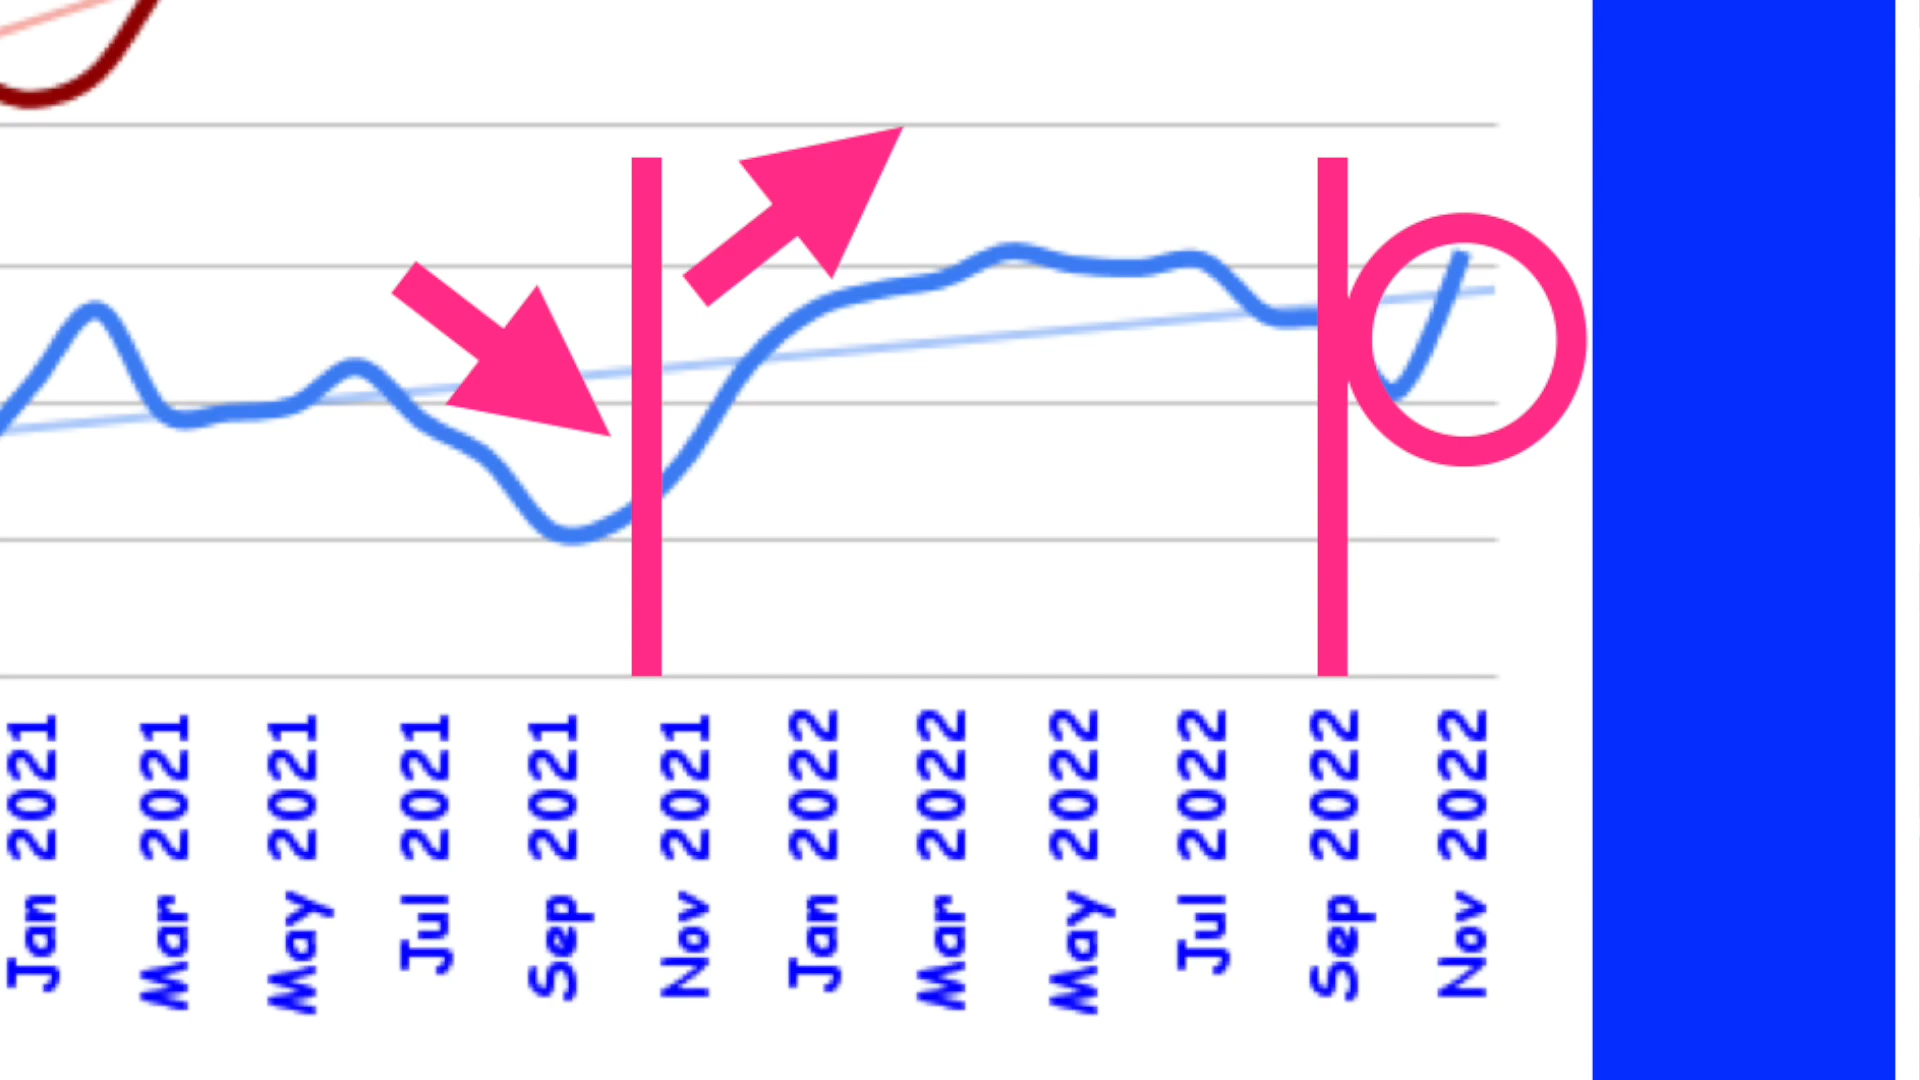 Jan 2021
Mar 2021
May 2021
Jul 2021
Sep 2021
Nov 2021
Jan 2022
Mar 2022
May 2022
Jul 2022
Sep 2022
Nov 2022